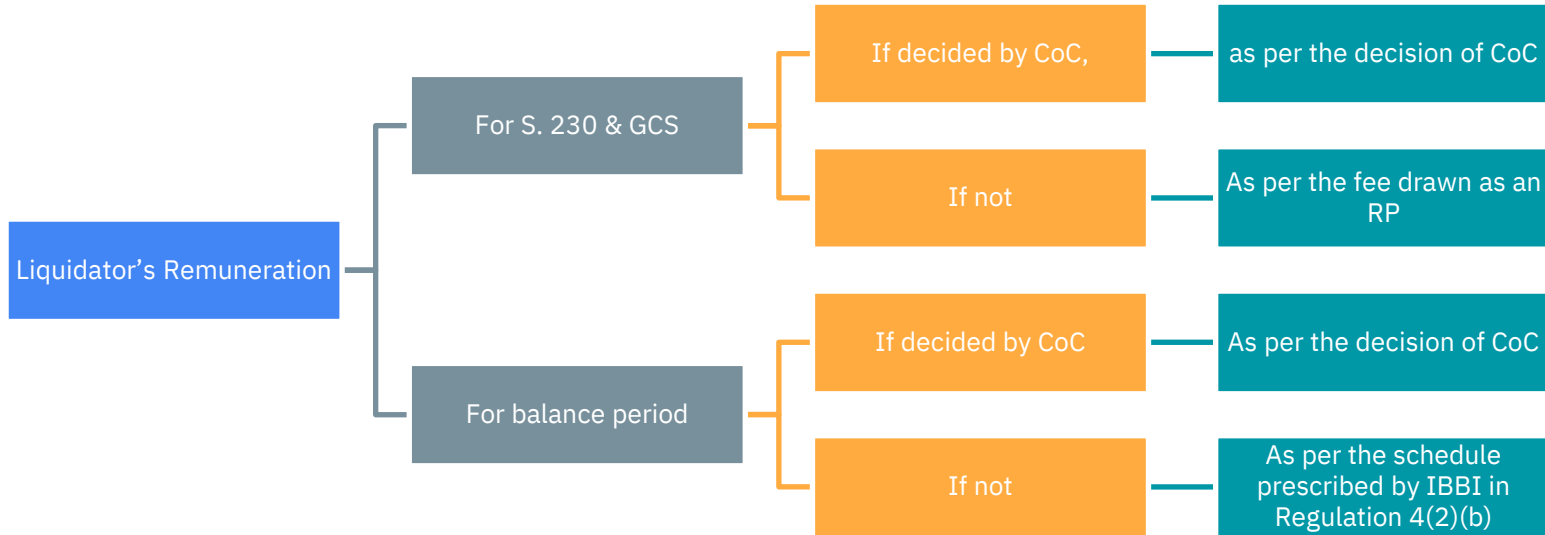 If decided by CoC,
as per the decision of CoC
For S. 230 & GCS
If not
As per the fee drawn as an
RP
Liquidator’s Remuneration
If decided by CoC
As per the decision of CoC
For balance period
If not
As per the schedule
prescribed by IBBI in
Regulation 4(2)(b)